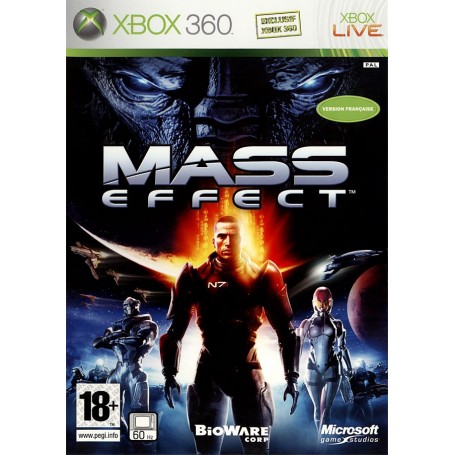 XBOX 360
EXCLUSIF
XBOX 360
XBOX
LIVE
PAL
VERSION FRANÇAISE
MASS
EFFECT™
N7
18+
www.pegi.info
60 Hz
BIOWARE
CORP
Microsoft
game studios